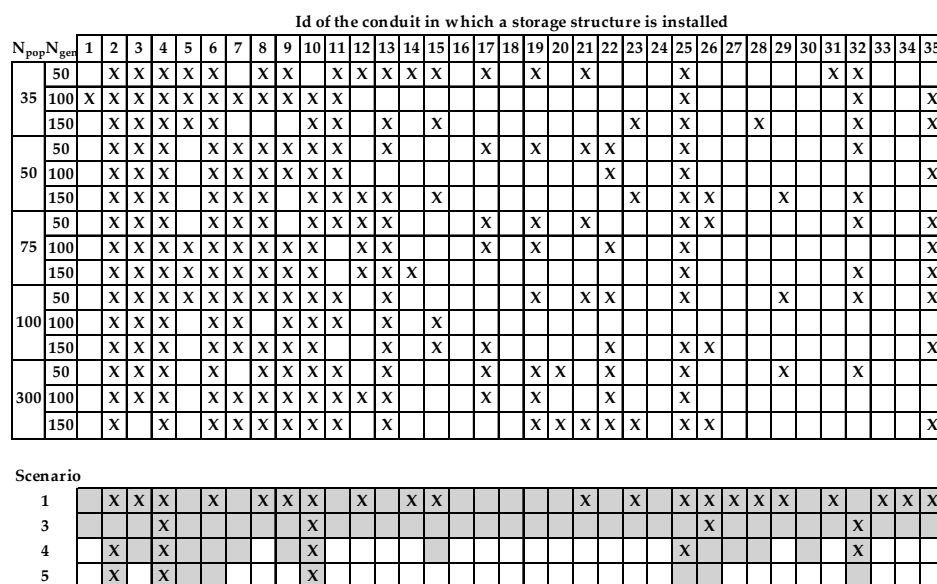 Id of the conduit in which a storage structure is installed
Npop Ngen 1 2 3 4 5 6 7 8 9 10 11 12 13 14 15 16 17 18 19 20 21 22 23 24 25 26 27 28 29 30 31 32 33 34 35
50 X X X X X X X X X X X X X X X X X X
35 100 X X X X X X X X X X X X X X
150 X X X X X X X X X X X X X X
50 X X X X X X X X X X X X X X X X
50 100 X X X X X X X X X X X X
150 X X X X X X X X X X X X X X X X
50 X X X X X X X X X X X X X X X X X
75 100 X X X X X X X X X X X X X X X X
150 X X X X X X X X X X X X X X X
50 X X X X X X X X X X X X X X X X X X
100 100 X X X X X X X X X X
150 X X X X X X X X X X X X X X X
50 X X X X X X X X X X X X X X X X
300 100 X X X X X X X X X X X X X X X
150 X X X X X X X X X X X X X X X X X
Scenario
1 X X X X X X X X X X X X X X X X X X X X X
3 X X X X
4 X X X X X
5 X X X